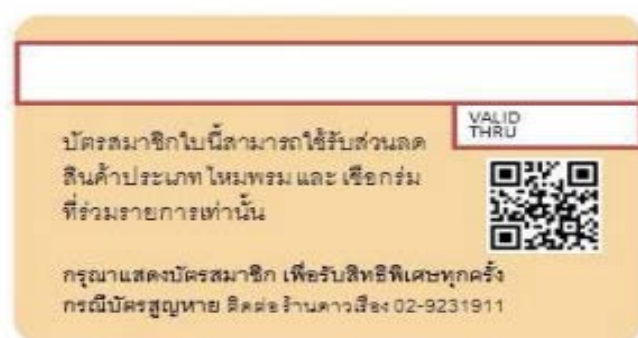 VALID
THRU
บัตรสมาชิกใบนี้สามารถใช้รับส่วนลด
สินค้าประเภท ไหมพรม และ เชือกร่ม
ที่ร่วมรายการเท่านั้น
กรุณาแสดงบัตรสมาชิก เพื่อรับสิทธิพิเศษทุกครั้ง
กรณีบัตรสูญหาย ติดต่อ ร้านดาวเรือง 02-9231911